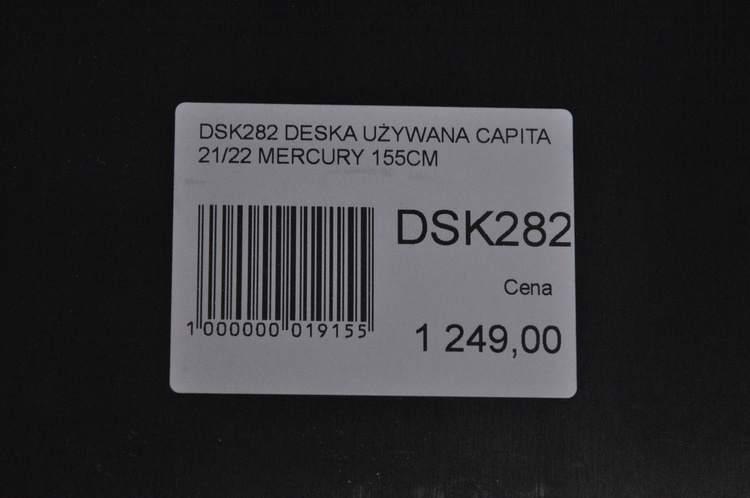 DSK282 DESKA UŻYWANA CAPITA
21/22 MERCURY 155CM
DSK282
Cena
1 249,00
1 000000 019155